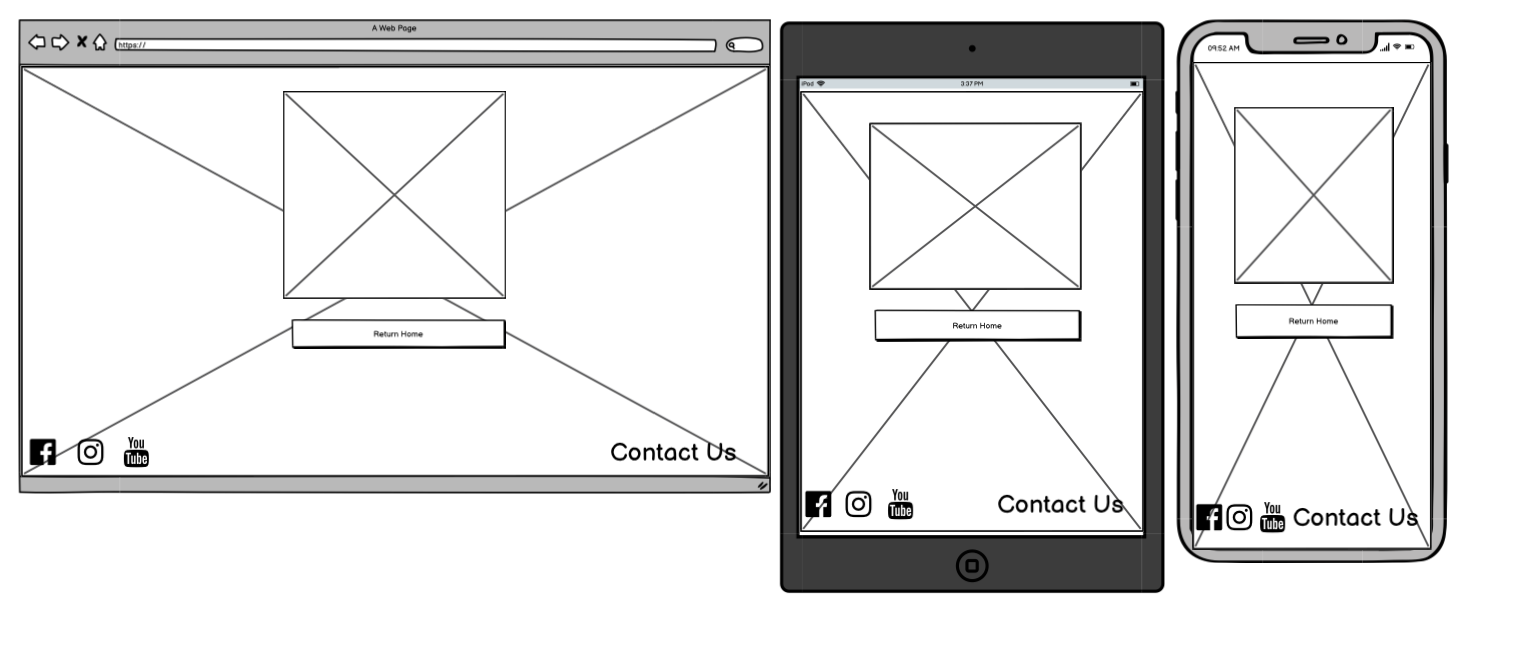 A Web Page
https://
Return Home
You
Tube
Contact Us
iPad
3:37 PM
Return Home
You
Tube
Contact Us
09:52 AM
Return Home
You
Tube
Contact Us